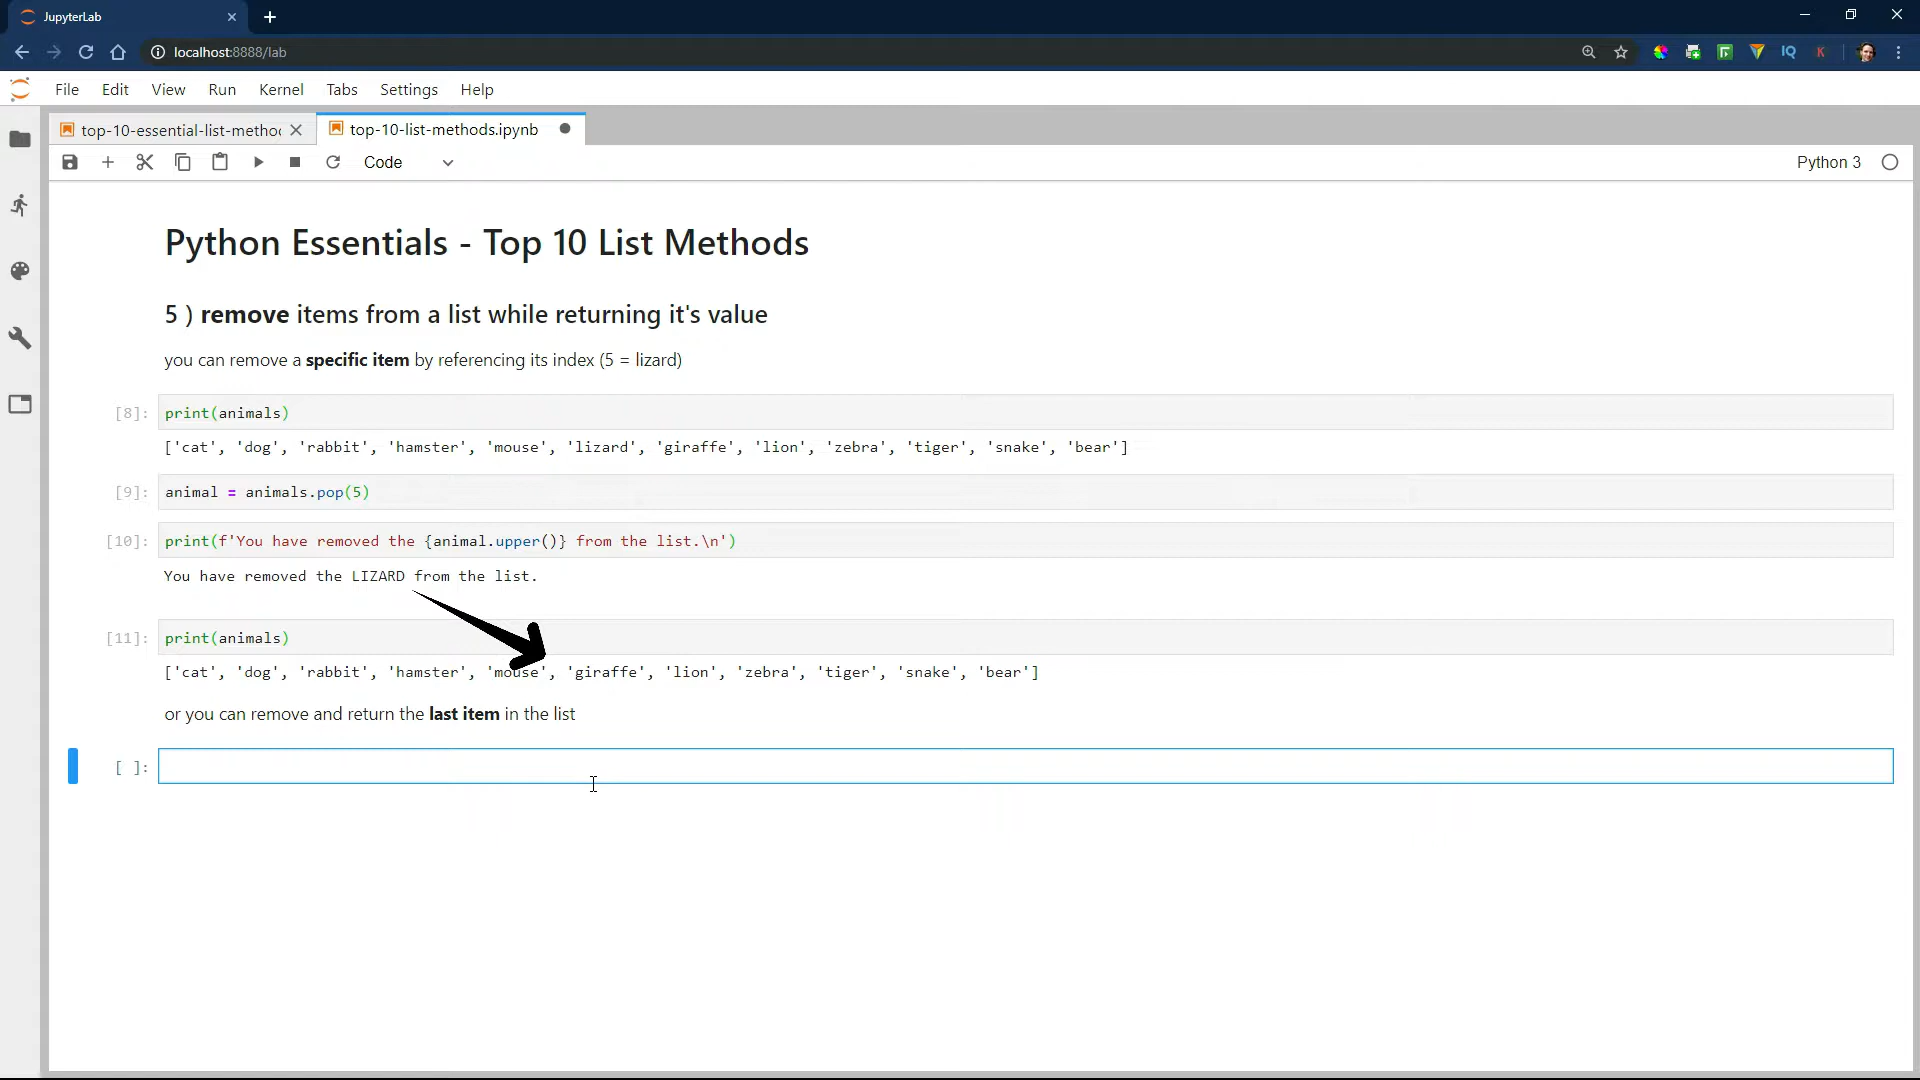 JupyterLab
localhost:8888/lab
IQ
K
File Edit View Run Kernel Tabs Settings Help
top-10-essential-list-metho
top-10-list-methods.ipynb
Code
Python 3
Python Essentials - Top 10 List Methods
5 ) remove items from a list while returning it's value
you can remove a specific item by referencing its index (5 = lizard)
[8]: print(animals)
['cat', 'dog', 'rabbit', 'hamster', 'mouse', 'lizard', 'giraffe', 'lion', 'zebra', 'tiger', 'snake', 'bear']
[9]: animal = animals.pop(5)
[10]: print(f'You have removed the {animal.upper()} from the list.\n')
You have removed the LIZARD from the list.
[11]: print(animals)
['cat', 'dog', 'rabbit', 'hamster', 'mouse', 'giraffe', 'lion', 'zebra', 'tiger', 'snake', 'bear']
or you can remove and return the last item in the list
[ ]: